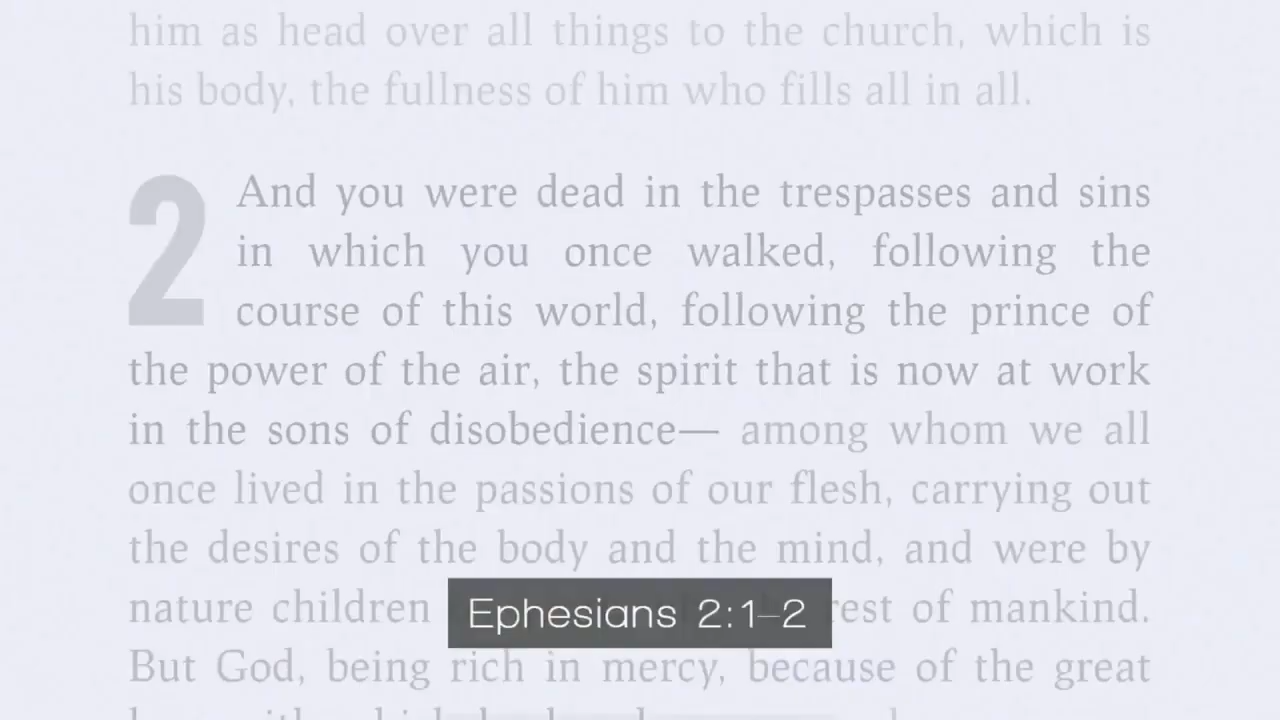 him as head over all things to the church, which is
his body, the fullness of him who fills all in all.
2
And you were dead in the trespasses and sins
in which you once walked, following the
course of this world, following the prince of
the power of the air, the spirit that is now at work
in the sons of disobedience— among whom we all
once lived in the passions of our flesh, carrying out
the desires of the body and the mind, and were by
nature children rest of mankind.
Ephesians 2:1–2
But God, being rich in mercy, because of the great